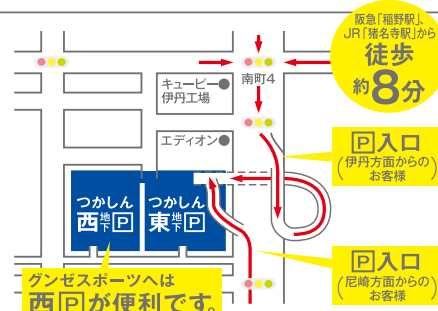 阪急「稲野駅」、
JR「猪名寺駅」から
徒歩
約8分
キューピー
伊丹工場
南町4
エディオン
P入口
(伊丹方面からの
お客様)
つかしん
西地下P
つかしん
東地下P
P入口
(尼崎方面からの
お客様)
グンゼスポーツへは
西Pが便利です。